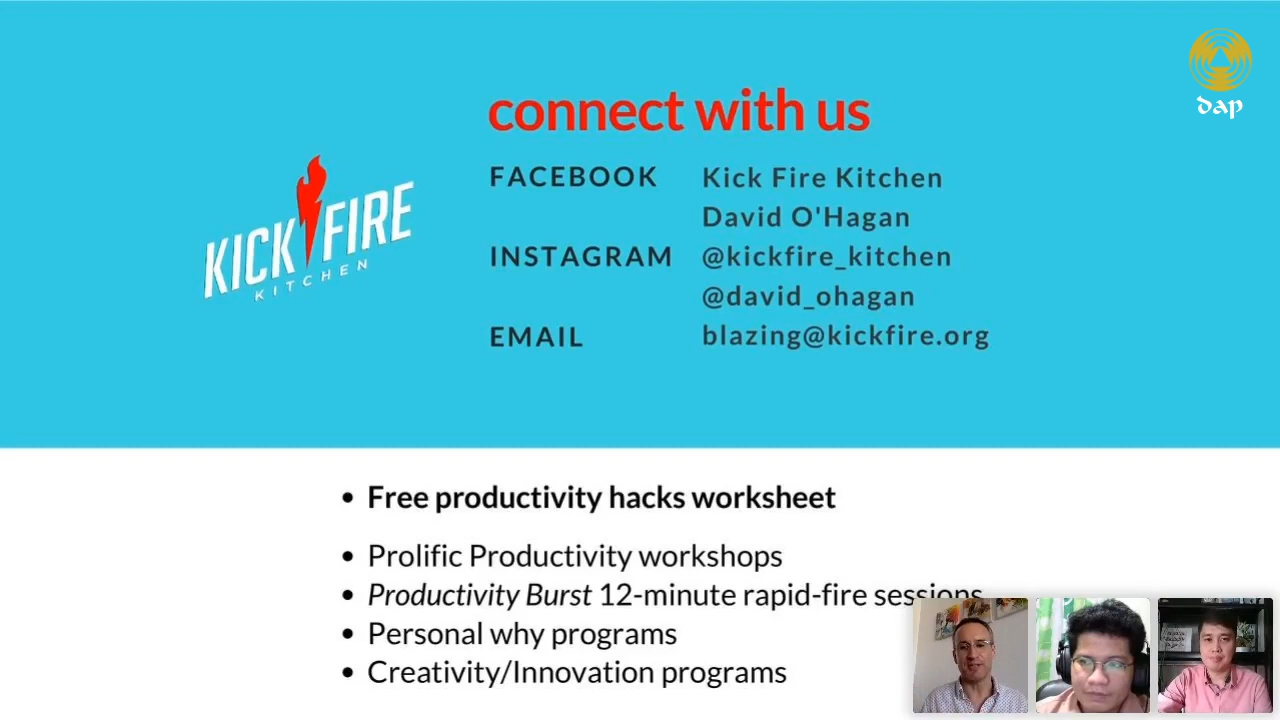 dap
connect with us
FACEBOOK Kick Fire Kitchen
David O'Hagan
INSTAGRAM @kickfire_kitchen
@david_ohagan
EMAIL blazing@kickfire.org
KICK FIRE
KITCHEN
• Free productivity hacks worksheet
• Prolific Productivity workshops
• Productivity Burst 12-minute rapid-fire sessions
• Personal why programs
• Creativity/Innovation programs